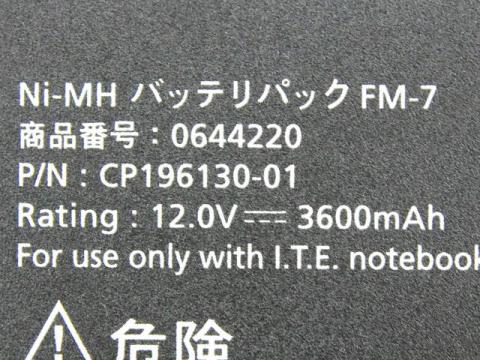 Ni-MH バッテリパック FM-7
商品番号：0644220
P/N : CP196130-01
Rating : 12.0V⎓3600mAh
For use only with I.T.E. notebook
危険